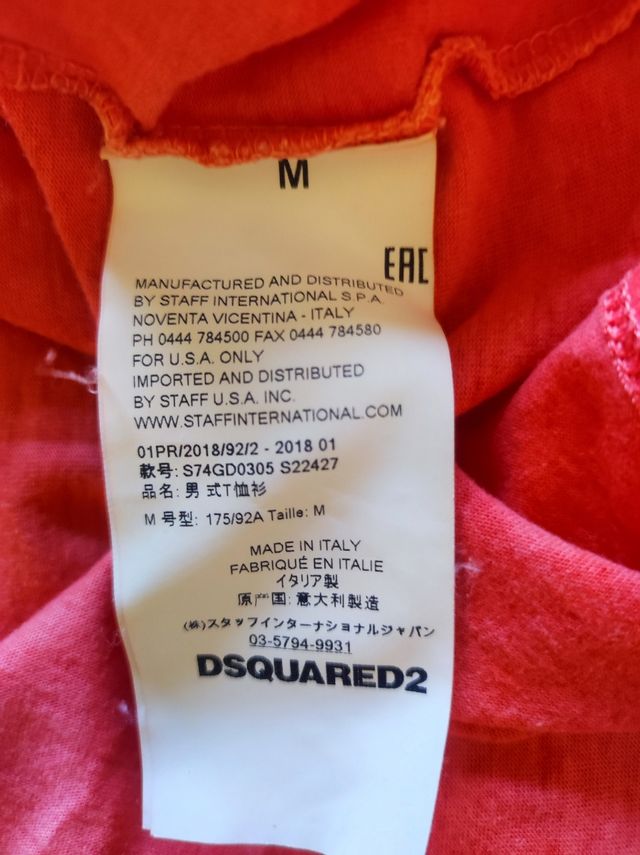 M
EAC
MANUFACTURED AND DISTRIBUTED
BY STAFF INTERNATIONAL S.P.A.
NOVENTA VICENTINA - ITALY
PH 0444 784500 FAX 0444 784580
FOR U.S.A. ONLY
IMPORTED AND DISTRIBUTED
BY STAFF U.S.A. INC.
WWW.STAFFINTERNATIONAL.COM
01PR/2018/92/2 - 2018 01
款号: S74GD0305 S22427
品名: 男 式T恤衫
M 号型: 175/92A Taille: M
MADE IN ITALY
FABRIQUÉ EN ITALIE
イタリア製
原 国: 意大利製造
(株)スタッフインターナショナルジャパン
03-5794-9931
DSQUARED2